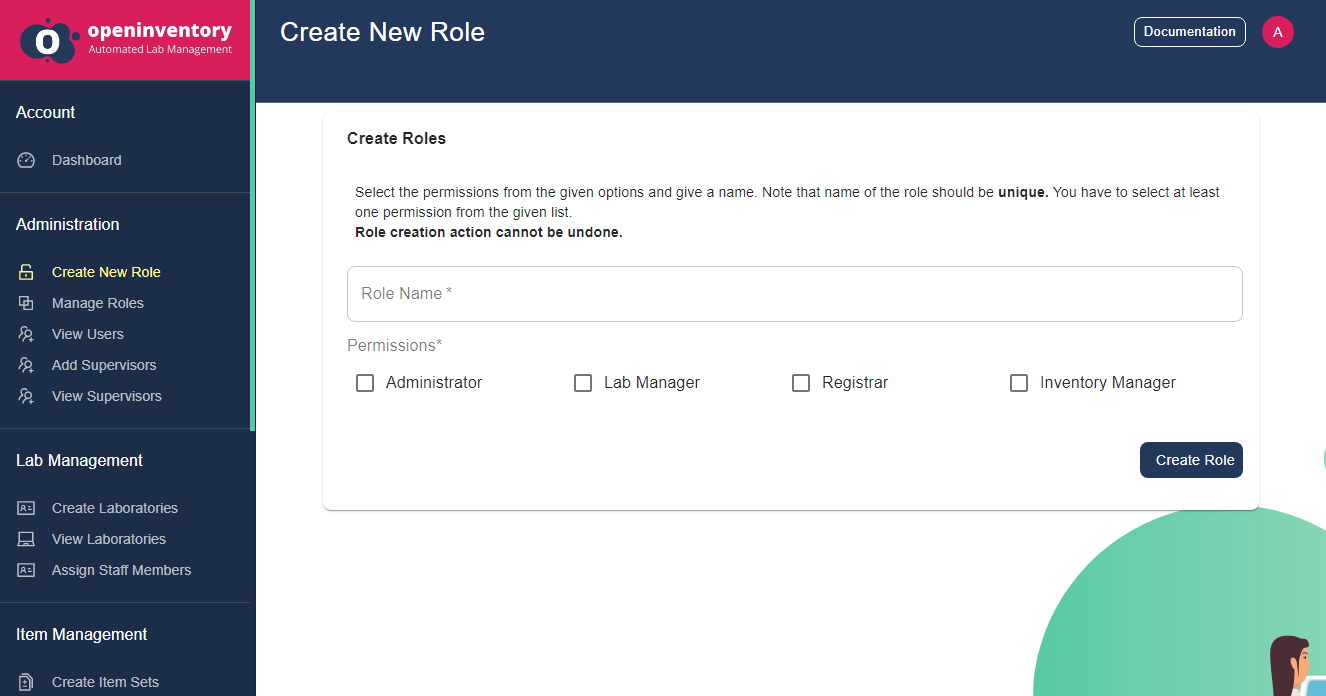 openinventory
Automated Lab Management
Account
Dashboard
Administration
Create New Role
Manage Roles
View Users
Add Supervisors
View Supervisors
Lab Management
Create Laboratories
View Laboratories
Assign Staff Members
Item Management
Create Item Sets
Create New Role
Documentation
A
Create Roles
Select the permissions from the given options and give a name. Note that name of the role should be unique. You have to select at least
one permission from the given list.
Role creation action cannot be undone.
Role Name *
Permissions*
Administrator
Lab Manager
Registrar
Inventory Manager
Create Role